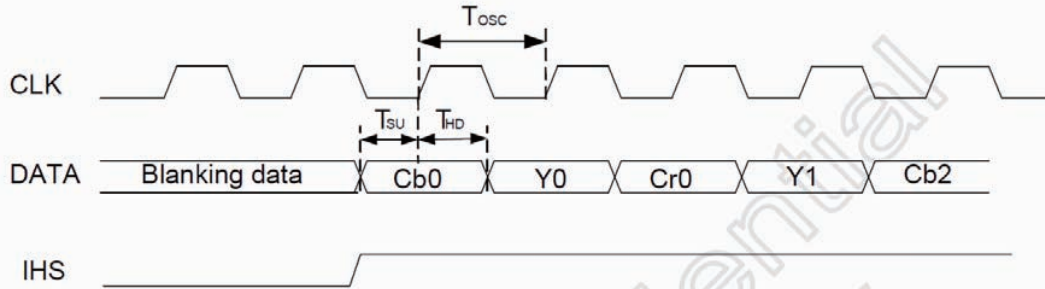 Tosc
CLK
TSU THD
DATA Blanking data Cb0 Y0 Cr0 Y1 Cb2
IHS